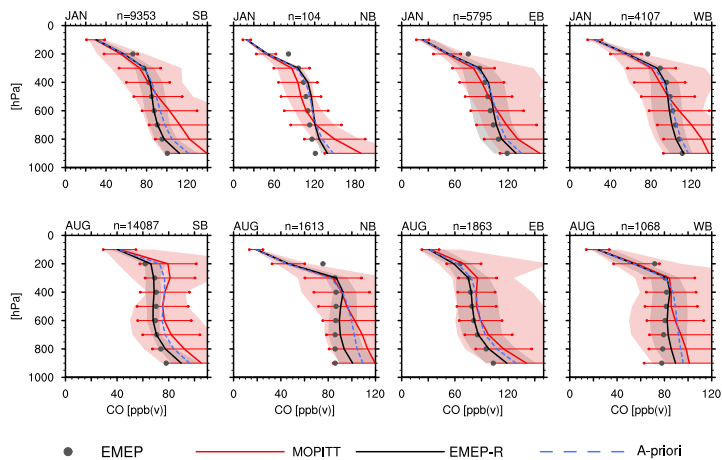 JAN n=9353 SB JAN n=104 NB JAN n=5795 EB JAN n=4107 WB
0
200
400
600
800
1000
[hPa]
0 40 80 120 0 60 120 180 0 60 120 0 50 100
AUG n=14087 SB AUG n=1613 NB AUG n=1863 EB AUG n=1068 WB
0
200
400
600
800
1000
[hPa]
0 40 80 0 40 80 120 0 40 80 120 160 0 40 80 120
CO [ppb(v)] CO [ppb(v)] CO [ppb(v)] CO [ppb(v)]
EMEP MOPITT EMEP-R A-priori